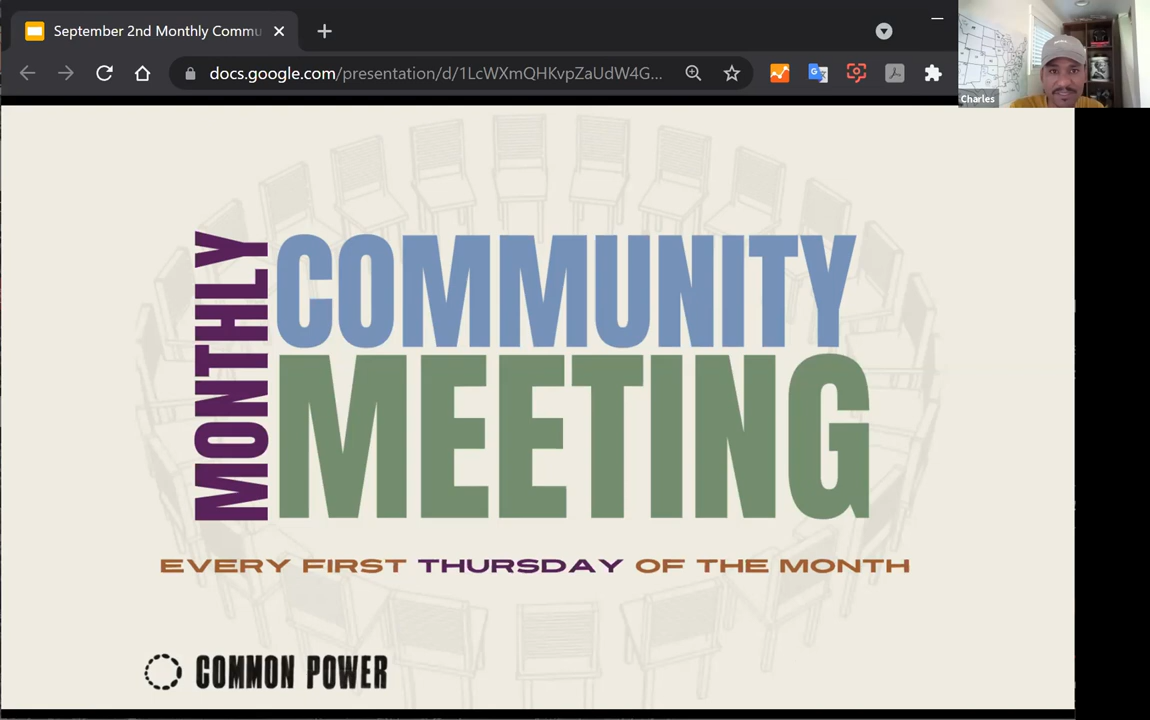 September 2nd Monthly Commu
docs.google.com/presentation/d/1LcWXmQHKvpZaUdW4G...
Charles
MONTHLY
COMMUNITY
MEETING
EVERY FIRST THURSDAY OF THE MONTH
COMMON POWER